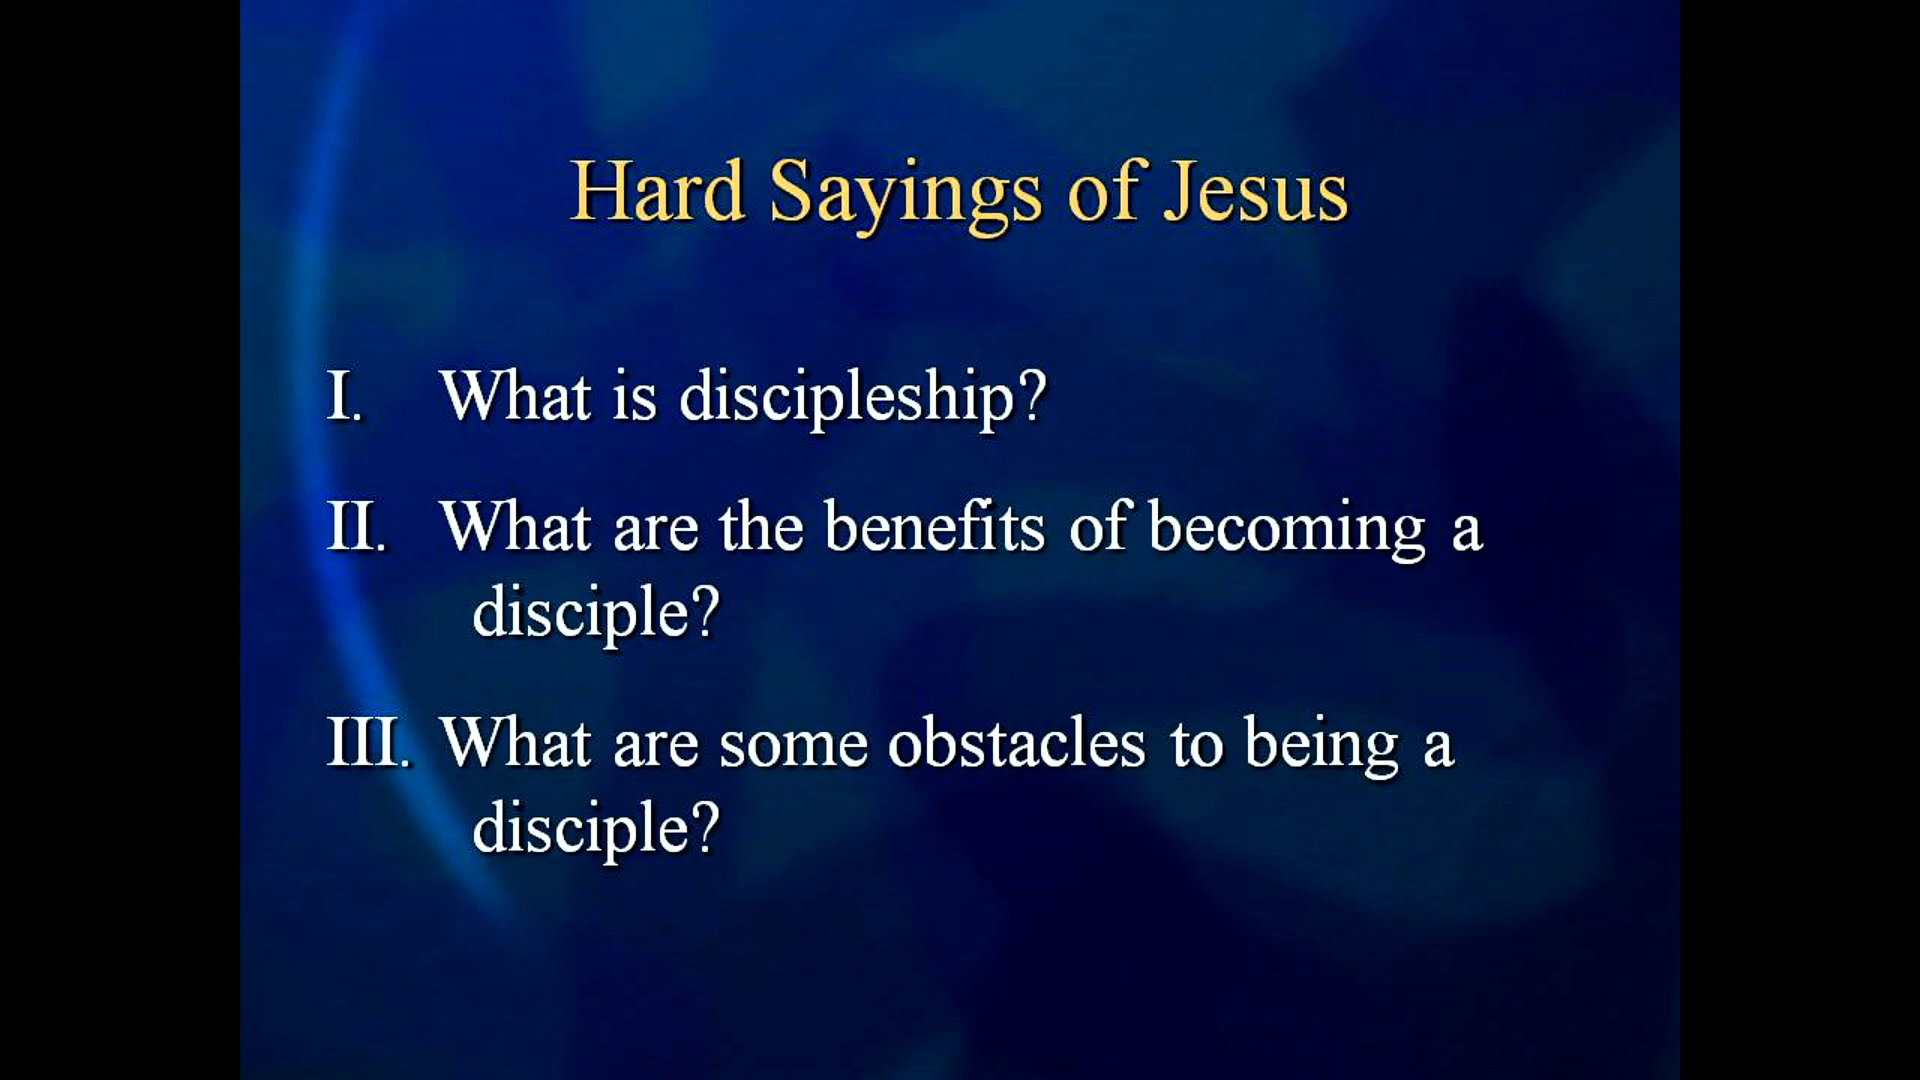 Hard Sayings of Jesus
I. What is discipleship?
II. What are the benefits of becoming a
disciple?
III. What are some obstacles to being a
disciple?